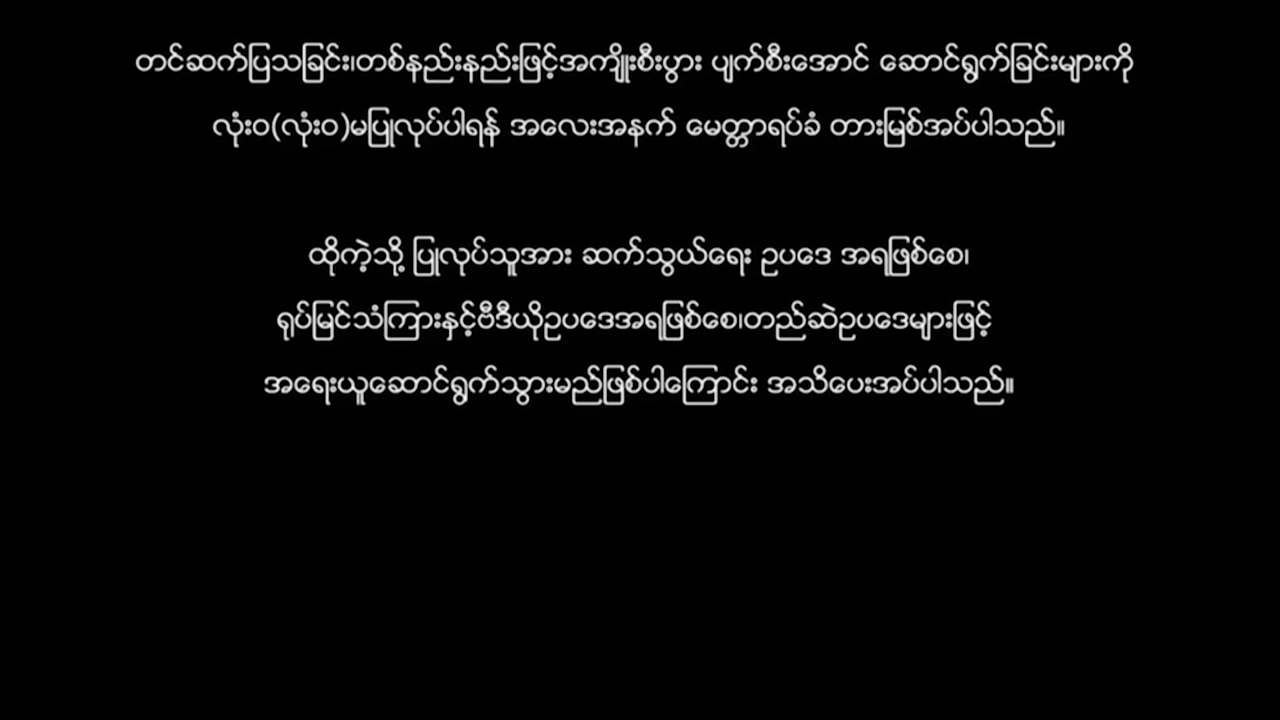 တင်ဆက်ပြသခြင်း၊တစ်နည်းနည်းဖြင့်အကျိုးစီးပွား ပျက်စီးအောင် ဆောင်ရွက်ခြင်းများကို
လုံးဝ(လုံးဝ)မပြုလုပ်ပါရန် အလေးအနက် မေတ္တာရပ်ခံ တားမြစ်အပ်ပါသည်။
ထိုကဲ့သို့ ပြုလုပ်သူအား ဆက်သွယ်ရေး ဥပဒေ အရဖြစ်စေ၊
ရုပ်မြင်သံကြားနှင့်ဗီဒီယိုဥပဒေအရဖြစ်စေ၊တည်ဆဲဥပဒေများဖြင့်
အရေးယူဆောင်ရွက်သွားမည်ဖြစ်ပါကြောင်း အသိပေးအပ်ပါသည်။